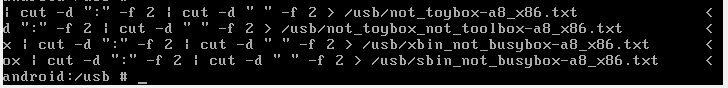 | cut -d ":" -f 2 | cut -d " " -f 2 > /usb/not_toybox-a8_x86.txt <
d ":" -f 2 | cut -d " " -f 2 > /usb/not_toybox_not_toolbox-a8_x86.txt <
x | cut -d ":" -f 2 | cut -d " " -f 2 > /usb/xbin_not_busybox-a8_x86.txt <
ox | cut -d ":" -f 2 | cut -d " " -f 2 > /usb/sbin_not_busybox-a8_x86.txt <
android:/usb # _